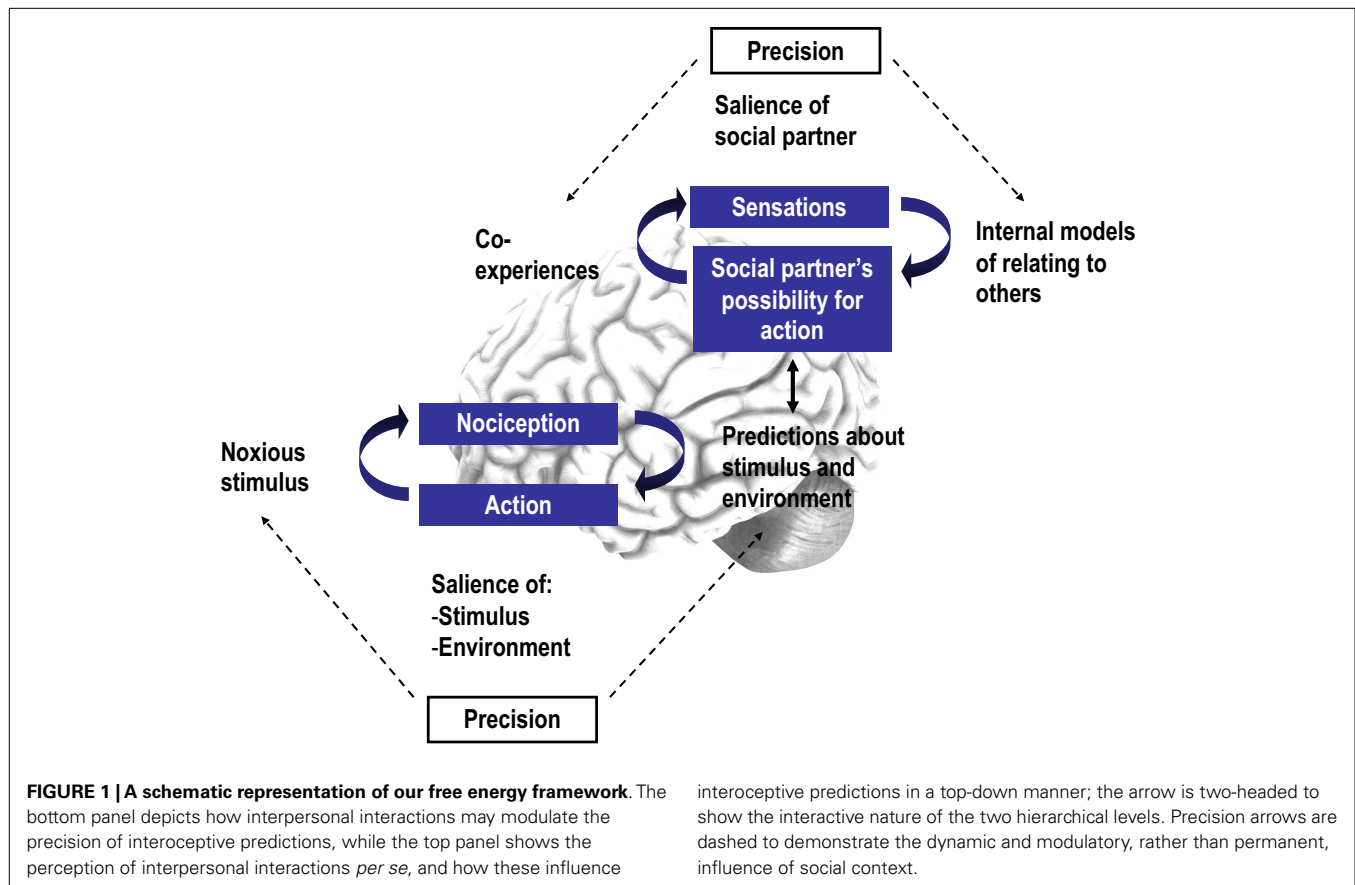 Precision
Salience of
social partner
Sensations
Co-
experiences
Social partner's
possibility for
action
Internal models
of relating to
others
Nociception
Action
Noxious
stimulus
Predictions about
stimulus and
environment
Salience of:
-Stimulus
-Environment
Precision
FIGURE 1 | A schematic representation of our free energy framework. The
bottom panel depicts how interpersonal interactions may modulate the
precision of interoceptive predictions, while the top panel shows the
perception of interpersonal interactions per se, and how these influence
interoceptive predictions in a top-down manner; the arrow is two-headed to
show the interactive nature of the two hierarchical levels. Precision arrows are
dashed to demonstrate the dynamic and modulatory, rather than permanent,
influence of social context.